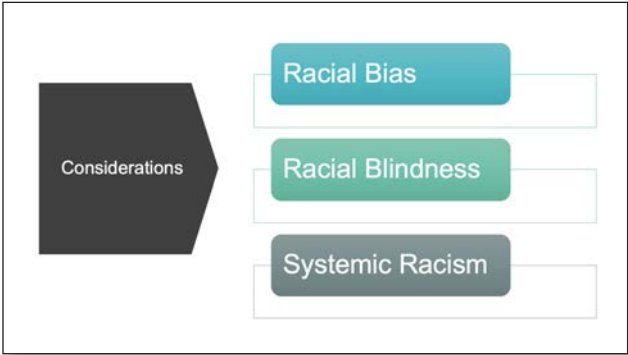 Considerations
Racial Bias
Racial Blindness
Systemic Racism